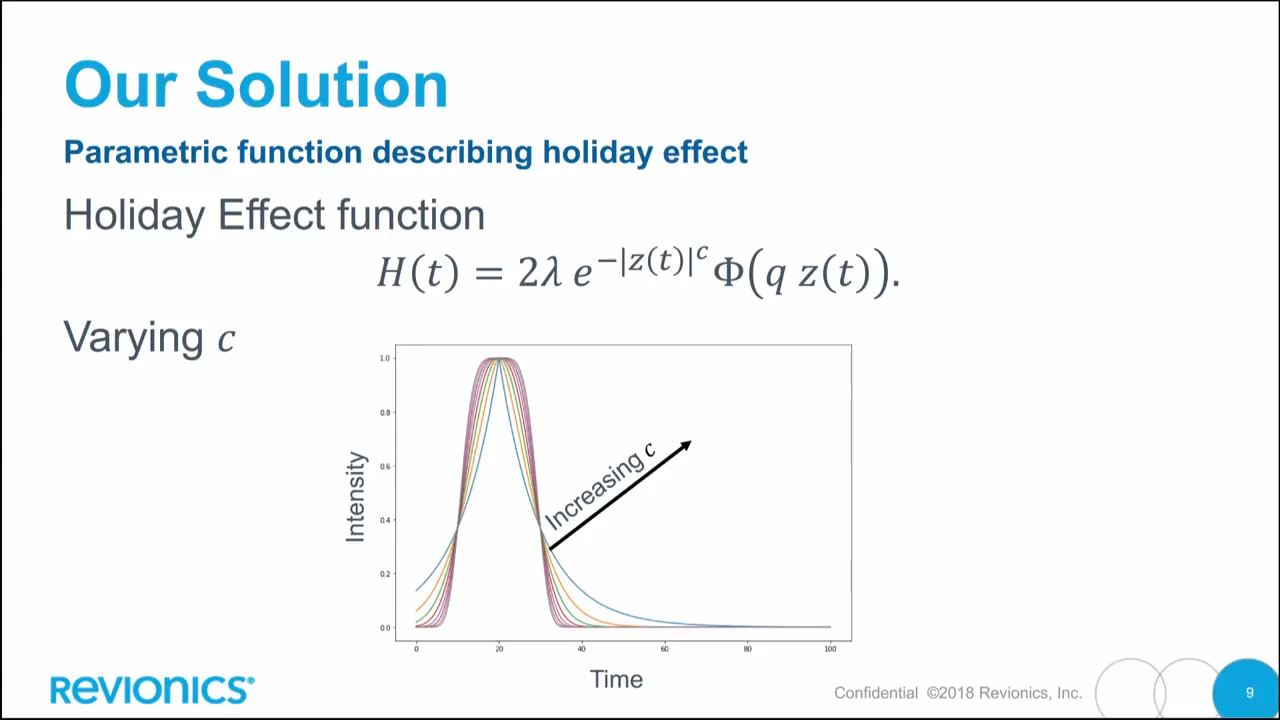 Our Solution
Parametric function describing holiday effect
Holiday Effect function
H(t) = 2λ e^{−|z(t)|^c} Φ(q z(t)).
Varying c
1.0
0.8
0.6
0.4
0.2
0.0
Intensity
Increasing c
0 20 40 60 80 100
Time
REVIONICS®
Confidential ©2018 Revionics, Inc.
9